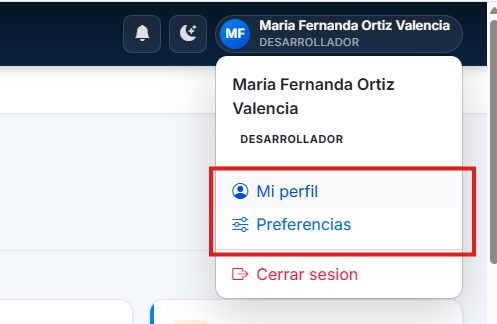 MF
Maria Fernanda Ortiz Valencia
DESARROLLADOR
Maria Fernanda Ortiz
Valencia
DESARROLLADOR
Mi perfil
Preferencias
Cerrar sesion